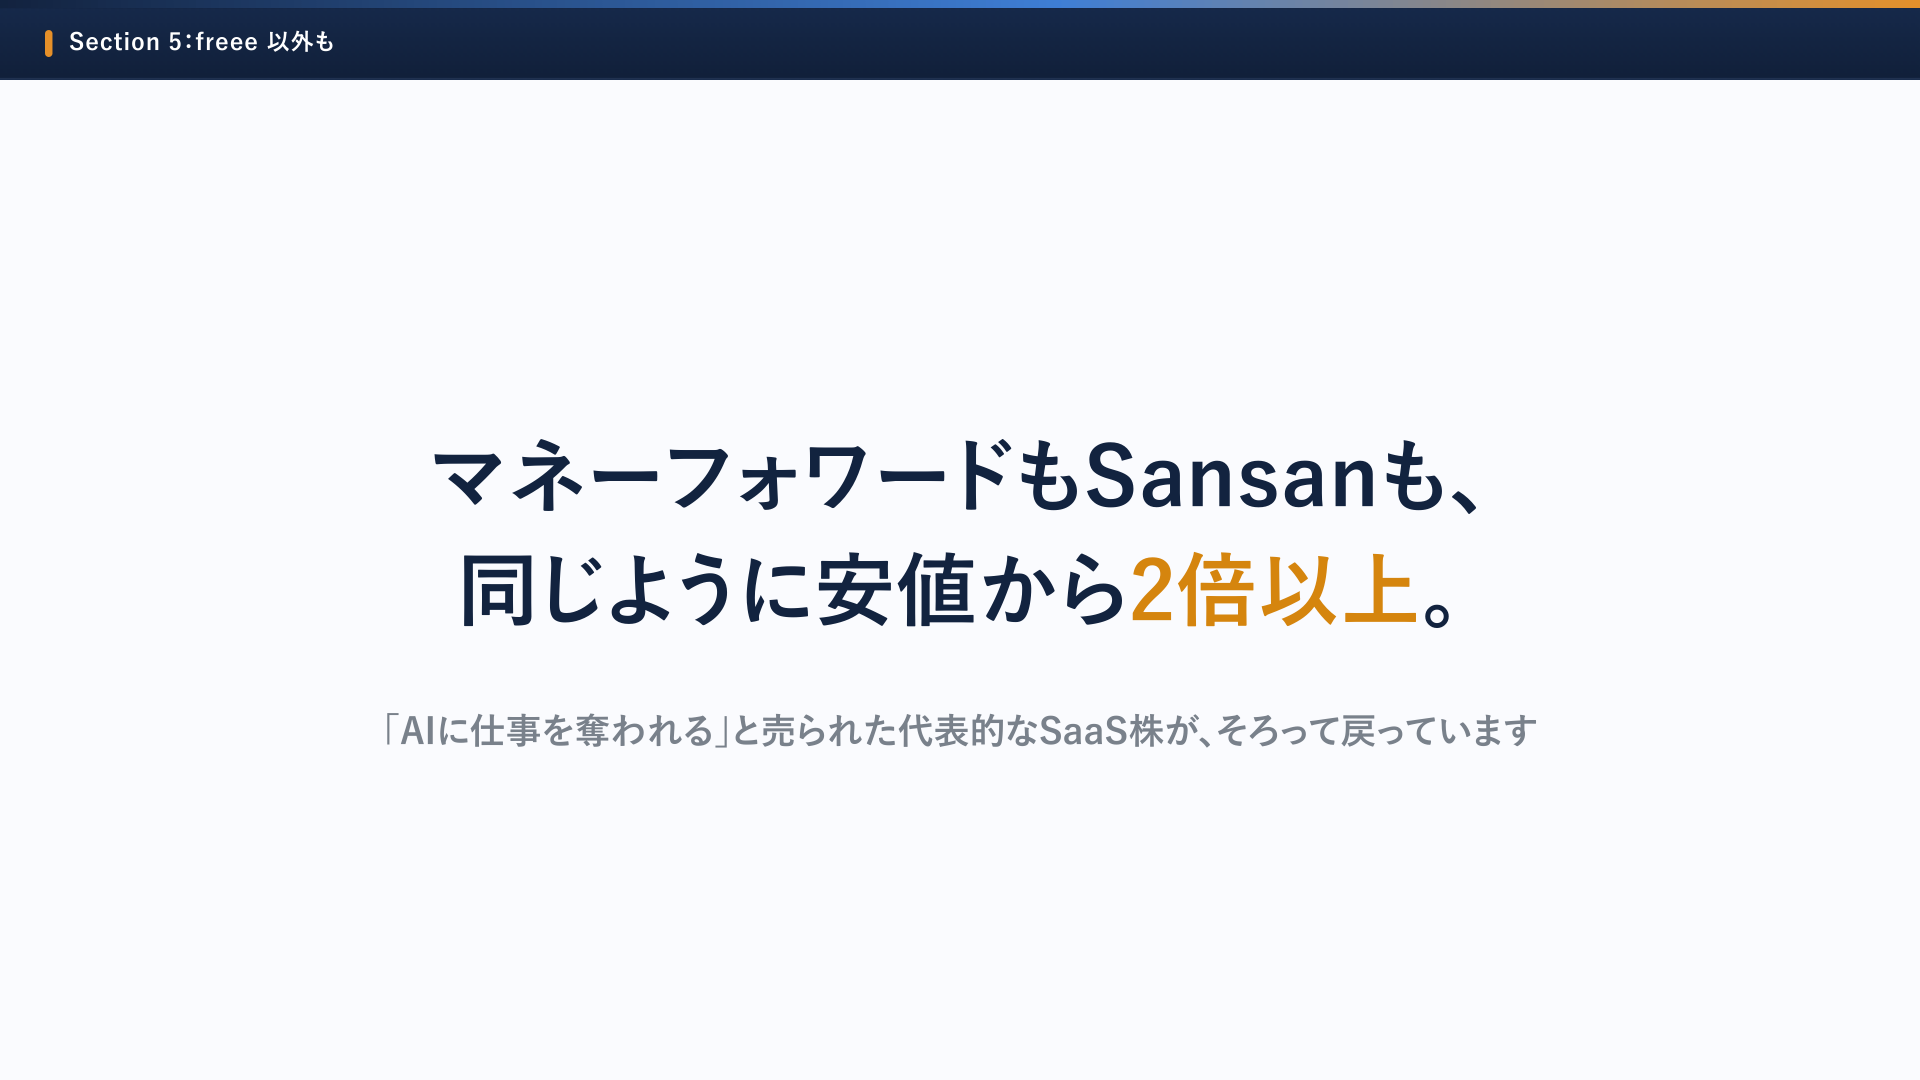 Section 5：freee 以外も
マネーフォワードもSansanも、
同じように安値から2倍以上。
「AIに仕事を奪われる」と売られた代表的なSaaS株が、そろって戻っています